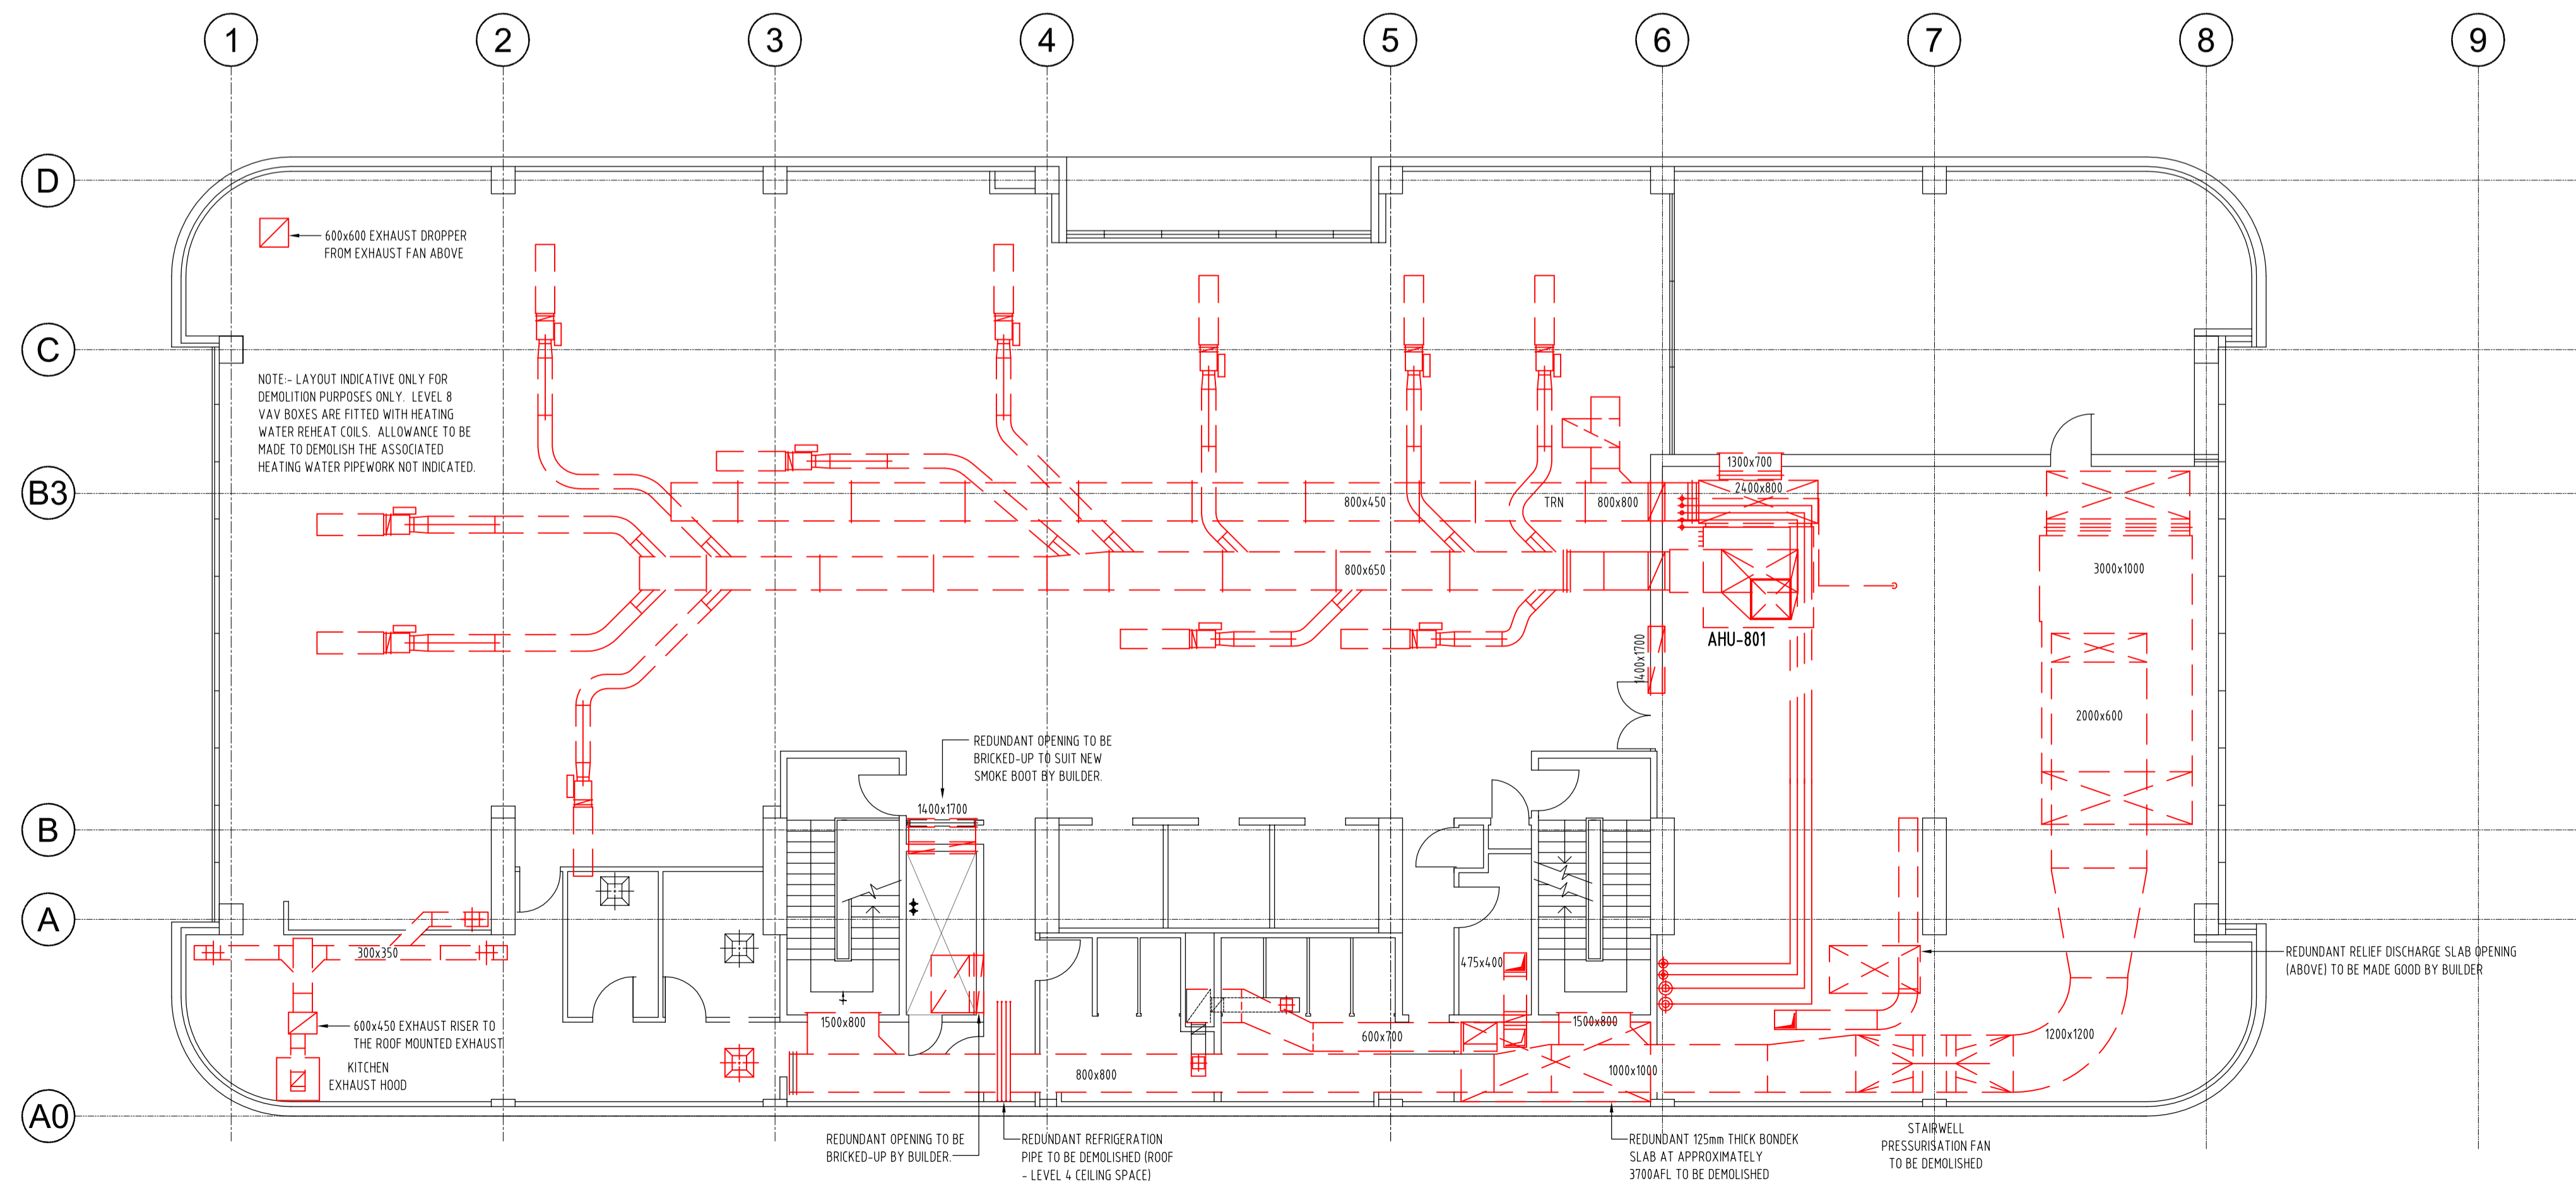 1
2
3
4
5
6
7
8
9
D
600x600 EXHAUST DROPPER
FROM EXHAUST FAN ABOVE
C
NOTE:- LAYOUT INDICATIVE ONLY FOR
DEMOLITION PURPOSES ONLY. LEVEL 8
VAV BOXES ARE FITTED WITH HEATING
WATER REHEAT COILS. ALLOWANCE TO BE
MADE TO DEMOLISH THE ASSOCIATED
HEATING WATER PIPEWORK NOT INDICATED.
B3
800x450
TRN
800x800
1300x700
2400x800
800x650
3000x1000
AHU-801
1400x1700
2000x600
REDUNDANT OPENING TO BE
BRICKED-UP TO SUIT NEW
SMOKE BOOT BY BUILDER.
1400x1700
B
A
300x350
475x400
REDUNDANT RELIEF DISCHARGE SLAB OPENING
(ABOVE) TO BE MADE GOOD BY BUILDER
600x450 EXHAUST RISER TO
THE ROOF MOUNTED EXHAUST
KITCHEN
EXHAUST HOOD
1500x800
1500x800
600x700
1200x1200
800x800
1000x1000
A0
REDUNDANT OPENING TO BE
BRICKED-UP BY BUILDER.
REDUNDANT REFRIGERATION
PIPE TO BE DEMOLISHED (ROOF
- LEVEL 4 CEILING SPACE)
REDUNDANT 125mm THICK BONDEK
SLAB AT APPROXIMATELY
3700AFL TO BE DEMOLISHED
STAIRWELL
PRESSURISATION FAN
TO BE DEMOLISHED